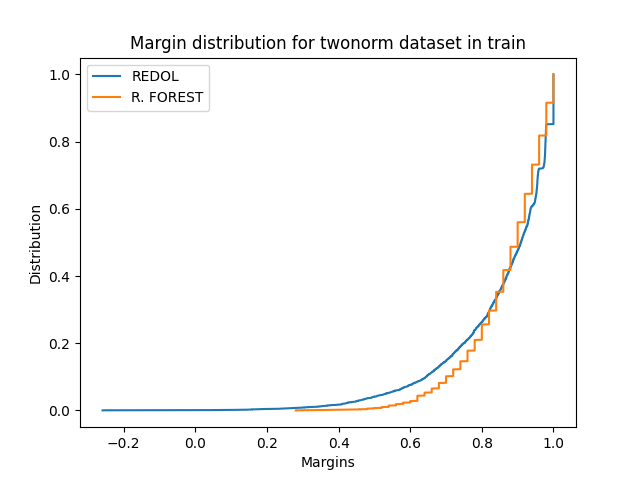 Margin distribution for twonorm dataset in train
REDOL
R. FOREST
Distribution
1.0
0.8
0.6
0.4
0.2
0.0
−0.2
0.0
0.2
0.4
0.6
0.8
1.0
Margins